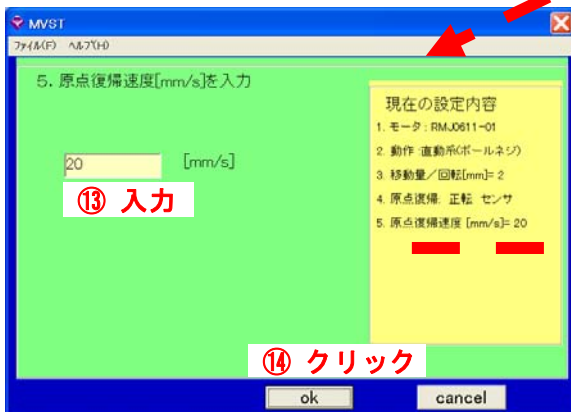 MVST
ファイル(F) ヘルプ(H)
5. 原点復帰速度[mm/s]を入力
20 [mm/s]
⑬ 入力
現在の設定内容
1. モータ: RMJ0611-01
2. 動作 直動系(ボールネジ)
3. 移動量/回転[mm]= 2
4. 原点復帰: 正転 センサ
5. 原点復帰速度 [mm/s]= 20
⑭ クリック
ok cancel